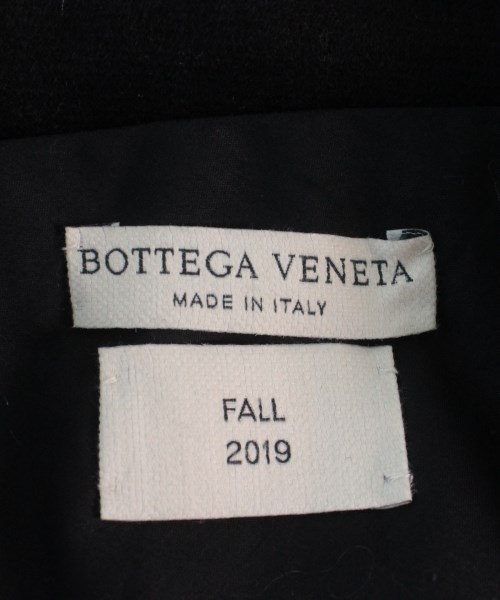 BOTTEGA VENETA
MADE IN ITALY
FALL
2019